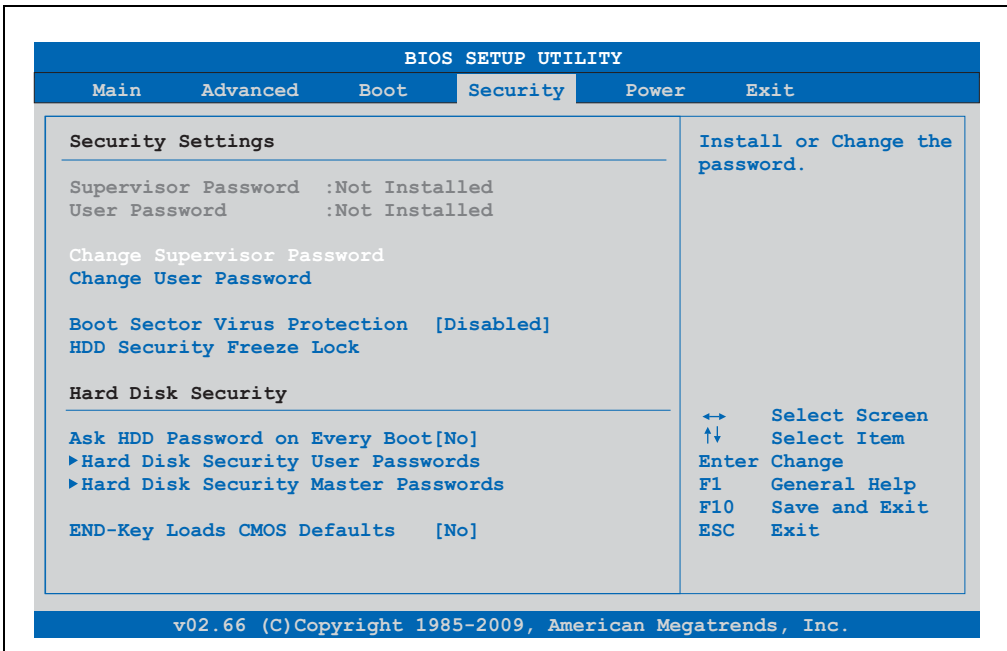 BIOS SETUP UTILITY
Main Advanced Boot Security Power Exit
Security Settings
Supervisor Password :Not Installed
User Password :Not Installed
Change Supervisor Password
Change User Password
Boot Sector Virus Protection [Disabled]
HDD Security Freeze Lock
Hard Disk Security
Ask HDD Password on Every Boot[No]
▶Hard Disk Security User Passwords
▶Hard Disk Security Master Passwords
END-Key Loads CMOS Defaults [No]
Install or Change the
password.
↔ Select Screen
↑↓ Select Item
Enter Change
F1 General Help
F10 Save and Exit
ESC Exit
v02.66 (C)Copyright 1985-2009, American Megatrends, Inc.